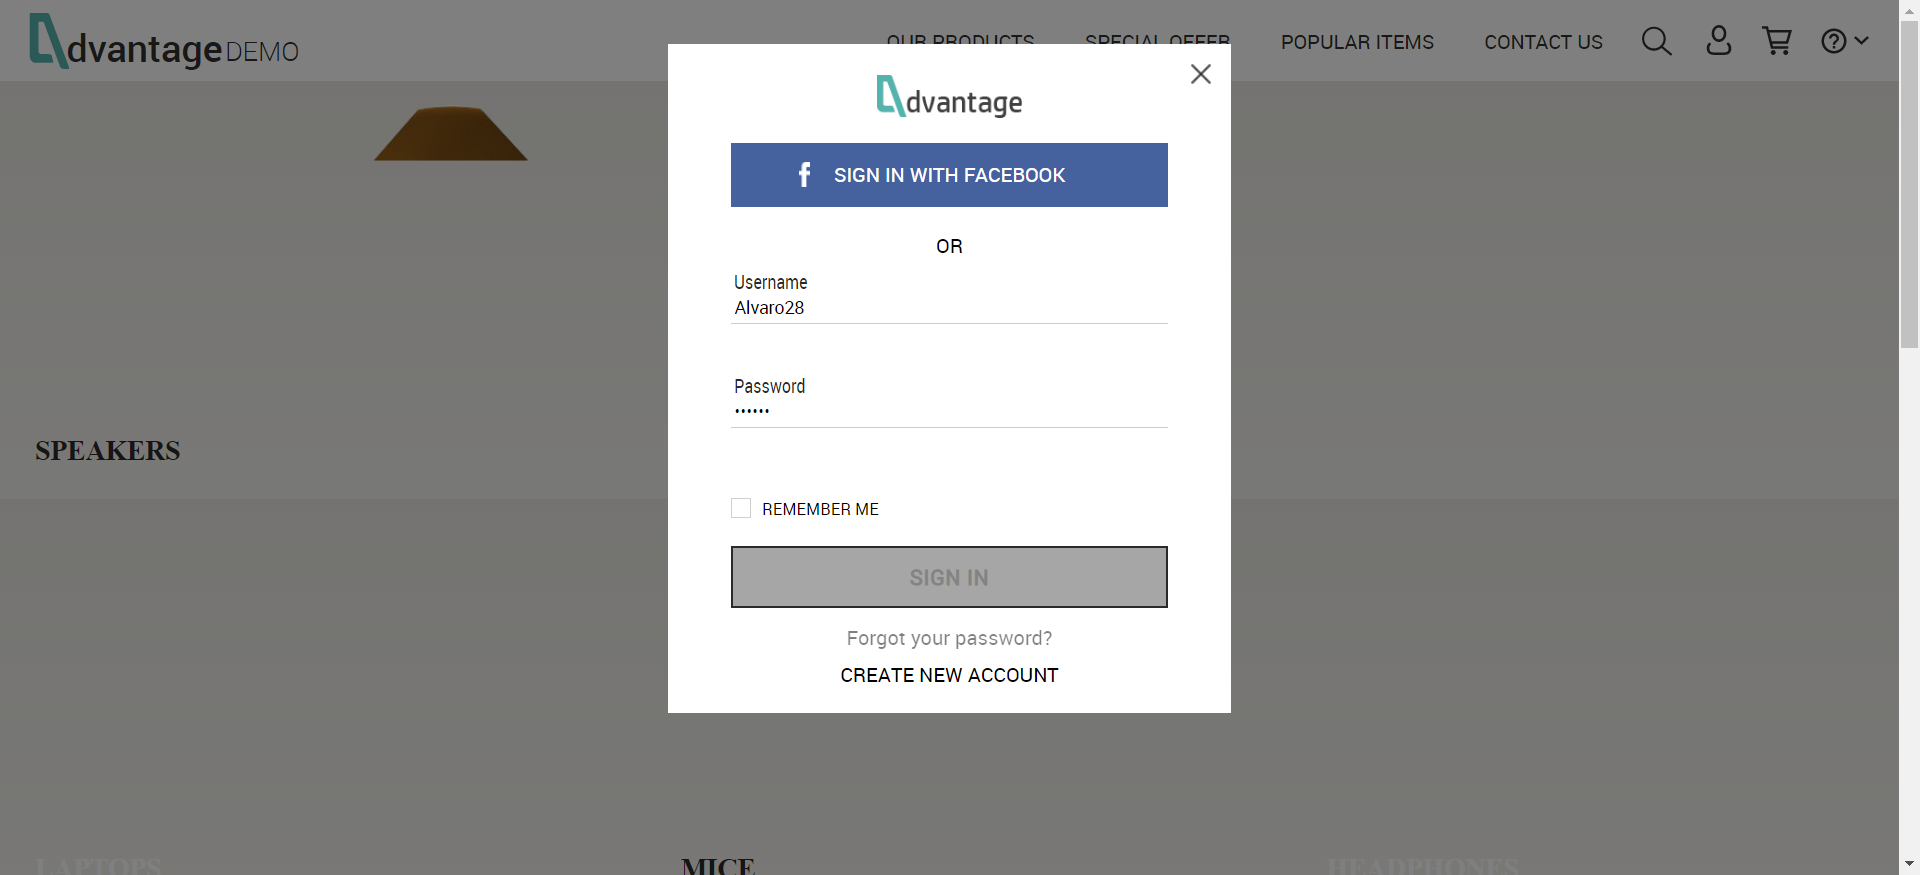 dvantage DEMO
OUR PRODUCTS
SPECIAL OFFER
POPULAR ITEMS
CONTACT US
dvantage
SIGN IN WITH FACEBOOK
OR
Username
Alvaro28
Password
••••••
REMEMBER ME
SIGN IN
Forgot your password?
CREATE NEW ACCOUNT
SPEAKERS
LAPTOPS
MICE
HEADPHONES